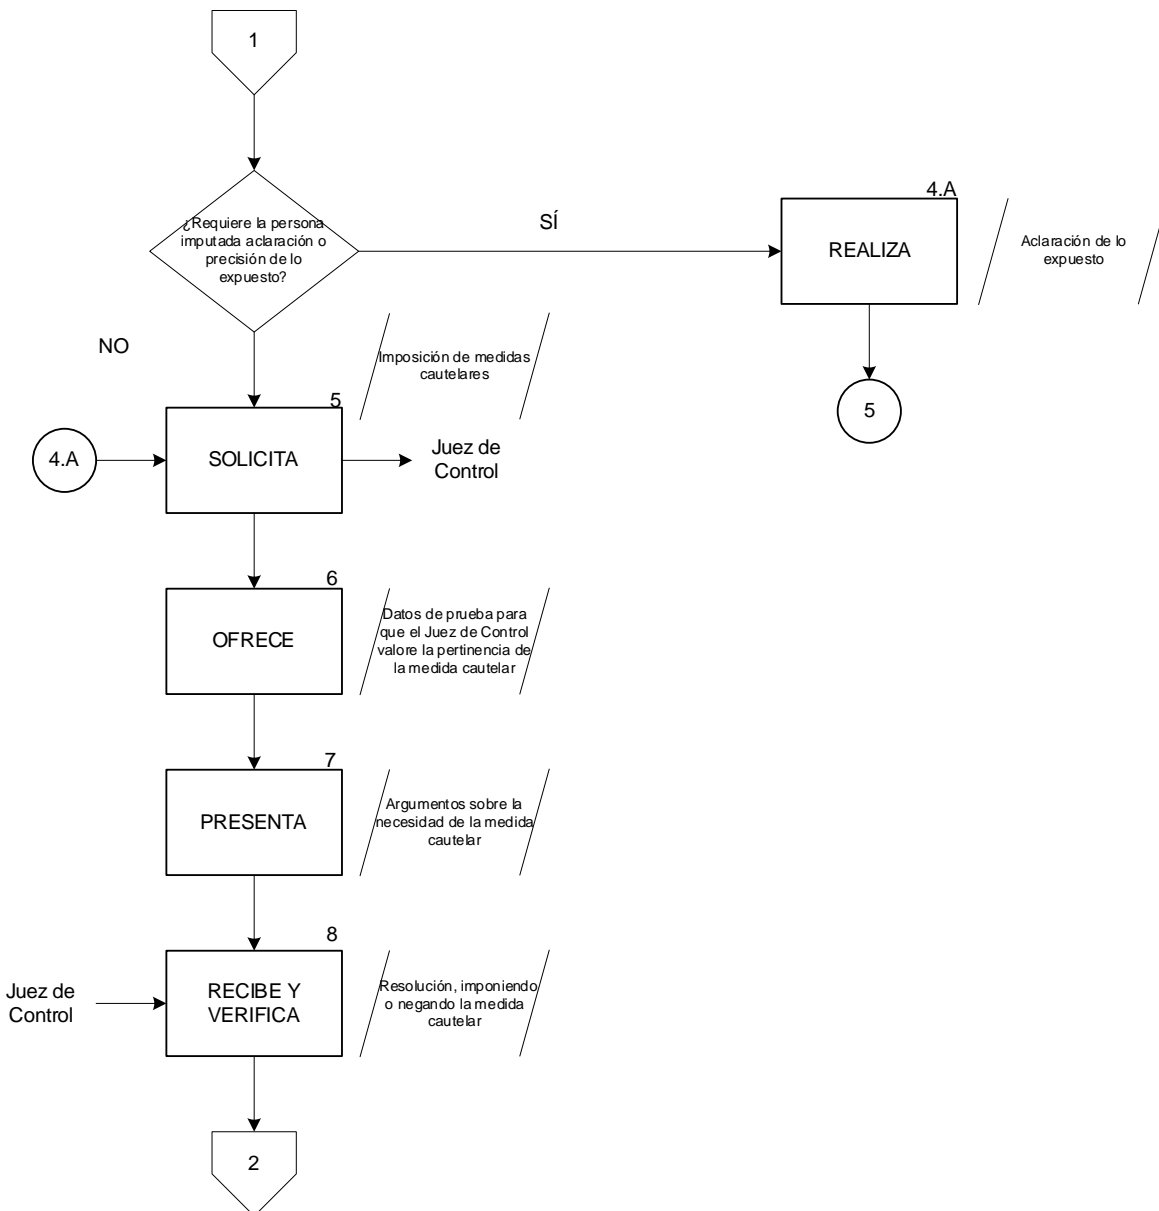 1
¿Requiere la persona
imputada aclaración o
precisión de lo
expuesto?
SÍ
4.A
REALIZA
Aclaración de lo
expuesto
NO
Imposición de medidas
cautelares
5
5
4.A
SOLICITA
Juez de
Control
6
OFRECE
Datos de prueba para
que el Juez de Control
valore la pertinencia de
la medida cautelar
7
PRESENTA
Argumentos sobre la
necesidad de la medida
cautelar
8
Juez de
Control
RECIBE Y
VERIFICA
Resolución, imponiendo
o negando la medida
cautelar
2